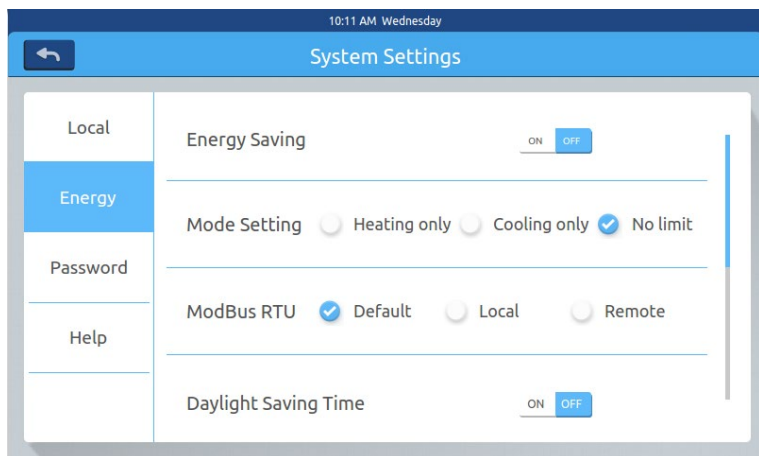 10:11 AM Wednesday
System Settings
Local
Energy
Password
Help
Energy Saving ON OFF
Mode Setting Heating only Cooling only No limit
ModBus RTU Default Local Remote
Daylight Saving Time ON OFF